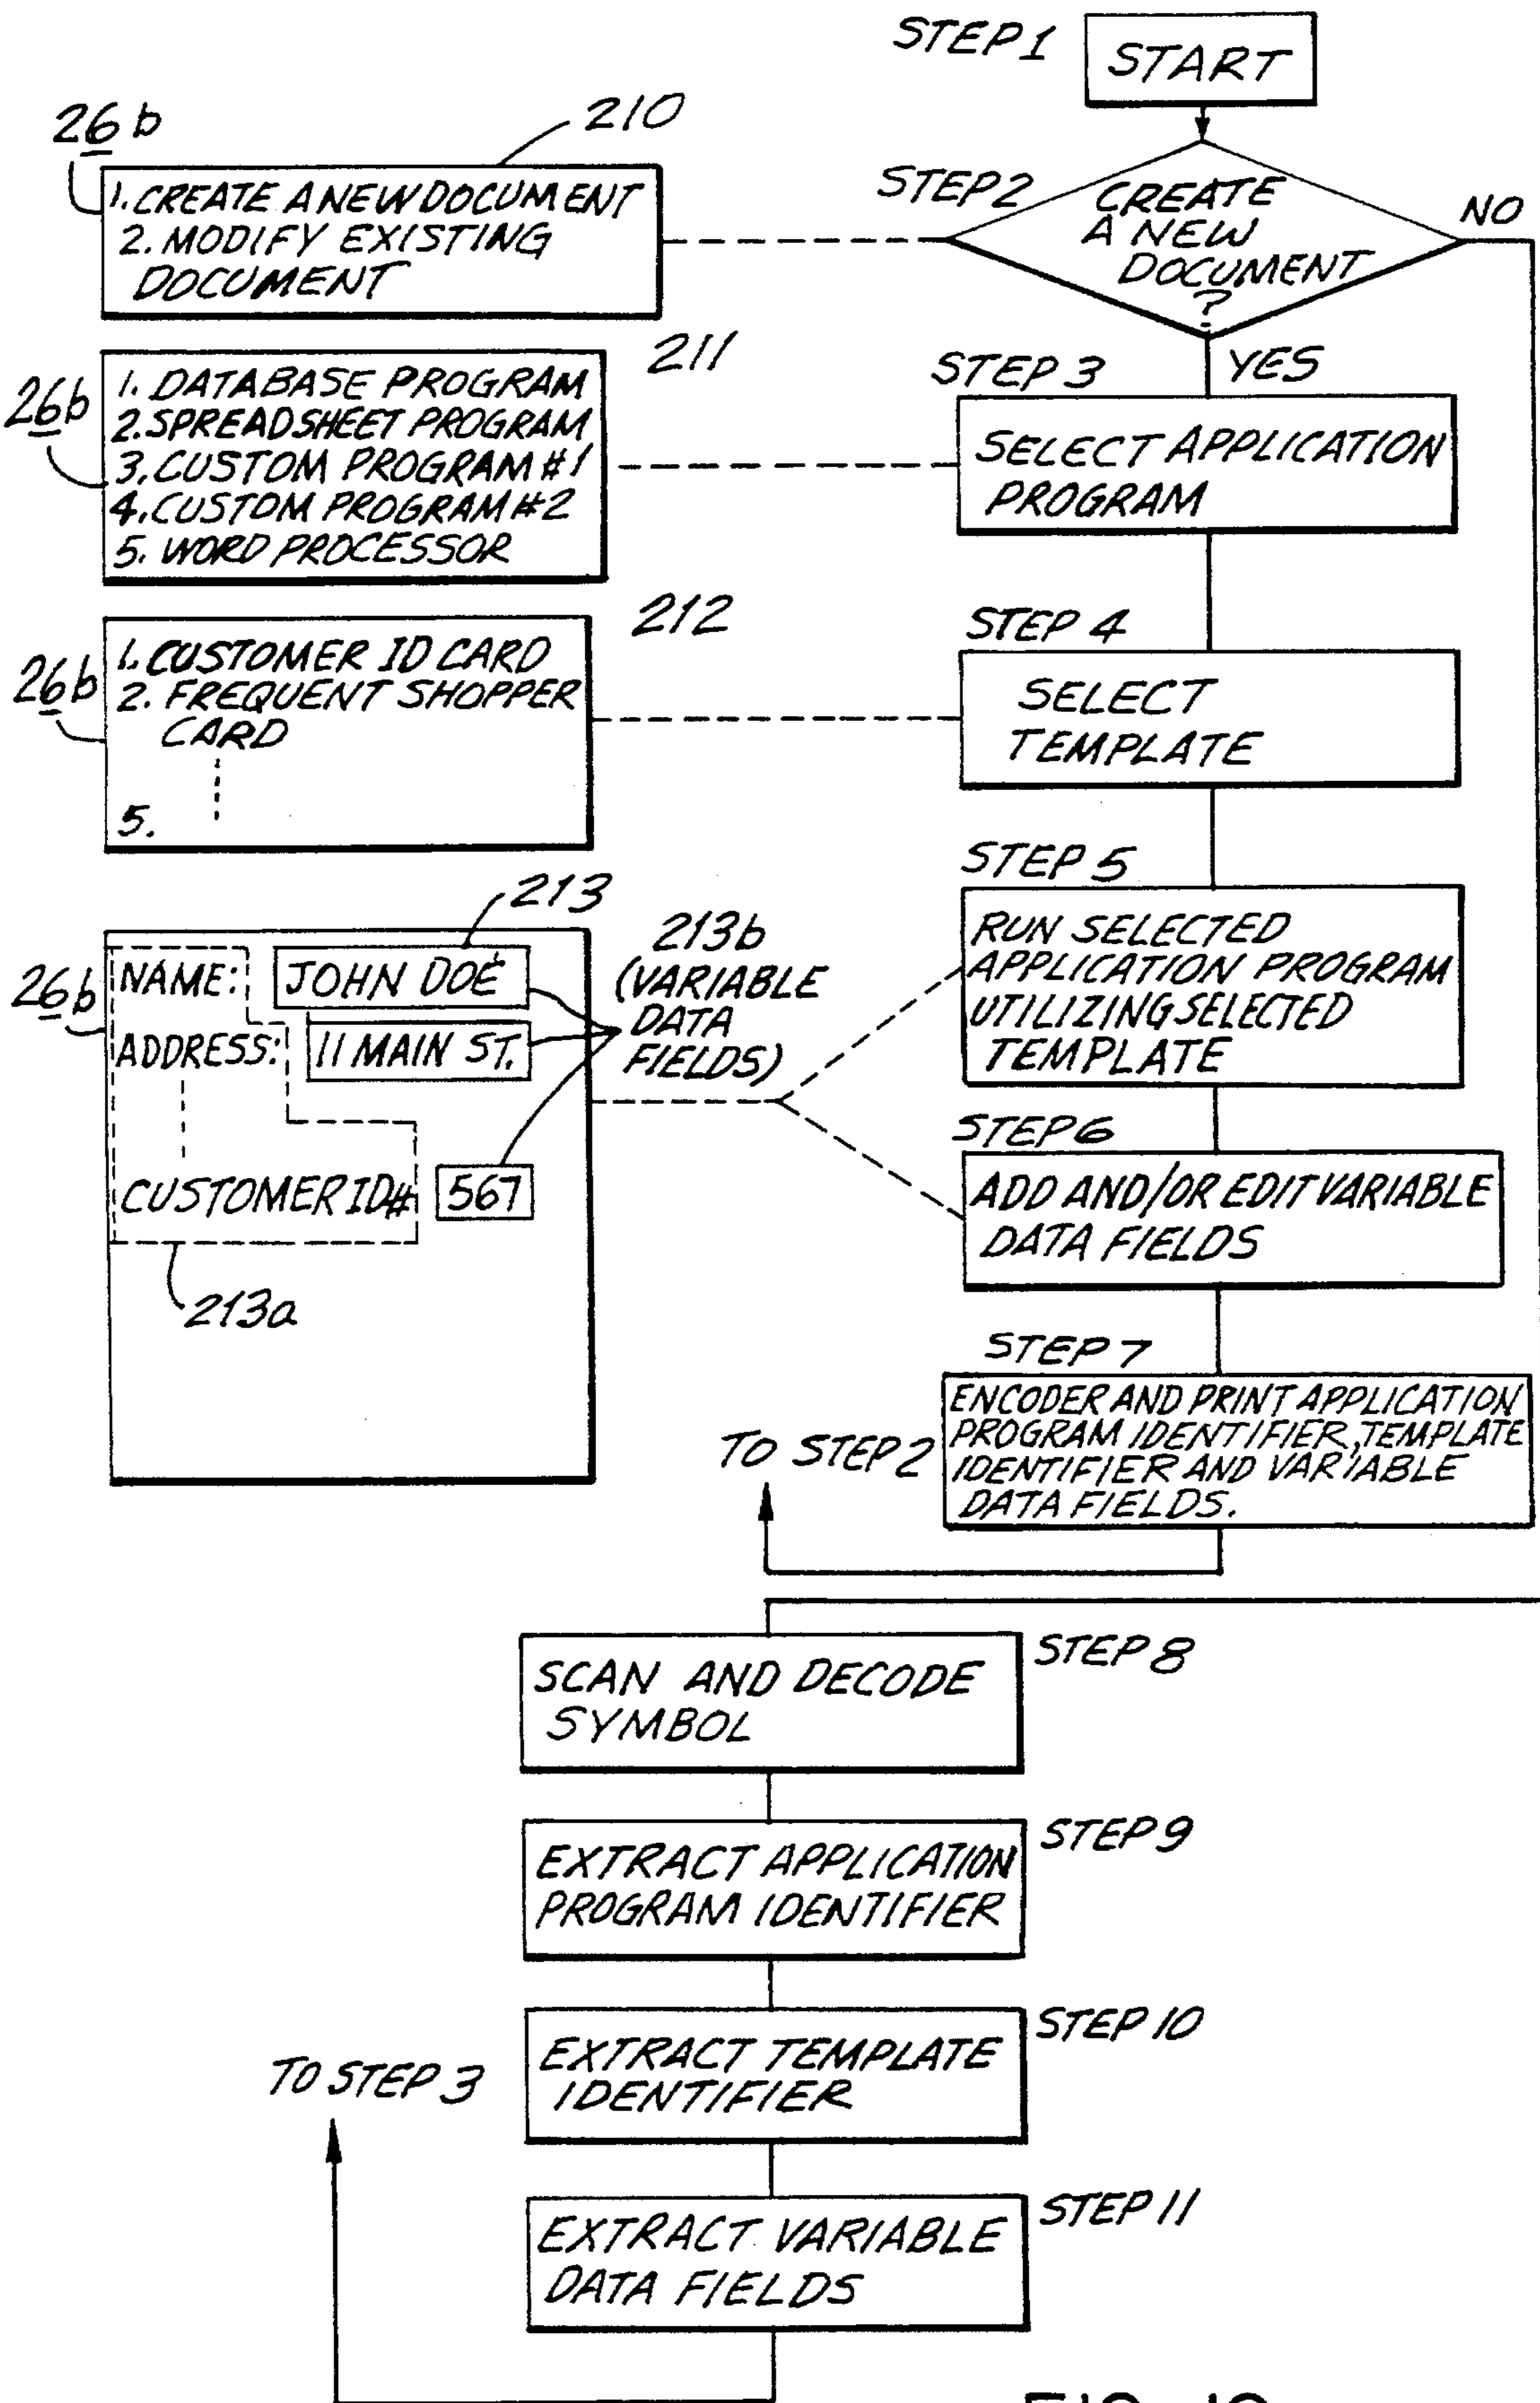 STEP 1
START
26b
210
1. CREATE A NEW DOCUMENT
2. MODIFY EXISTING
DOCUMENT
STEP 2
CREATE
A NEW
DOCUMENT
?
NO
YES
211
26b
1. DATABASE PROGRAM
2. SPREADSHEET PROGRAM
3. CUSTOM PROGRAM #1
4. CUSTOM PROGRAM #2
5. WORD PROCESSOR
STEP 3
SELECT APPLICATION
PROGRAM
212
26b
1. CUSTOMER ID CARD
2. FREQUENT SHOPPER
CARD
5.
STEP 4
SELECT
TEMPLATE
213
26b
NAME: JOHN DOE
ADDRESS: 11 MAIN ST.
CUSTOMER ID# 567
213a
213b
(VARIABLE
DATA
FIELDS)
STEP 5
RUN SELECTED
APPLICATION PROGRAM
UTILIZING SELECTED
TEMPLATE
STEP 6
ADD AND/OR EDIT VARIABLE
DATA FIELDS
STEP 7
ENCODER AND PRINT APPLICATION
PROGRAM IDENTIFIER, TEMPLATE
IDENTIFIER AND VARIABLE
DATA FIELDS.
TO STEP 2
SCAN AND DECODE
SYMBOL
STEP 8
EXTRACT APPLICATION
PROGRAM IDENTIFIER
STEP 9
EXTRACT TEMPLATE
IDENTIFIER
STEP 10
TO STEP 3
EXTRACT VARIABLE
DATA FIELDS
STEP 11